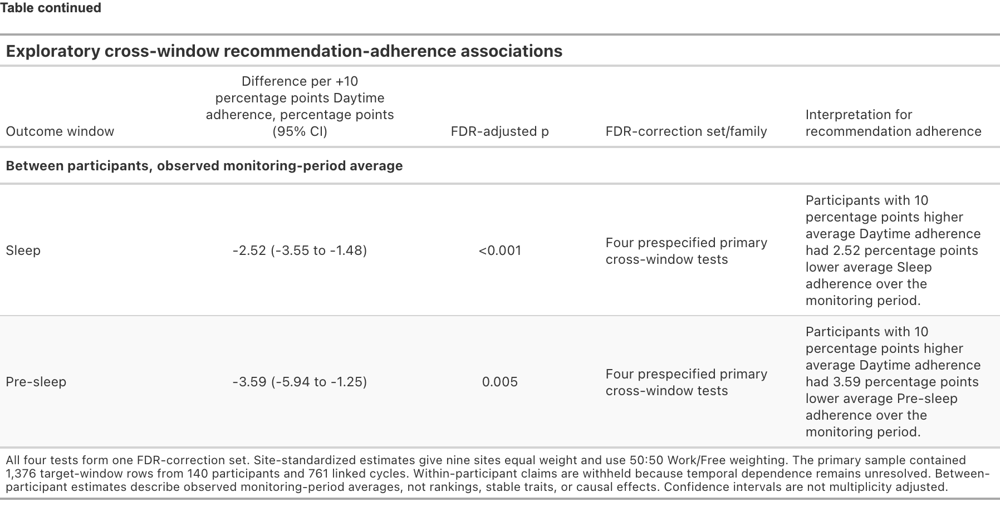 Table continued
Exploratory cross-window recommendation-adherence associations
Difference per +10
percentage points Daytime
adherence, percentage points
(95% CI)
Outcome window
FDR-adjusted p
FDR-correction set/family
Interpretation for
recommendation adherence
Between participants, observed monitoring-period average
Sleep
-2.52 (-3.55 to -1.48)
<0.001
Four prespecified primary
cross-window tests
Participants with 10
percentage points higher
average Daytime adherence
had 2.52 percentage points
lower average Sleep
adherence over the
monitoring period.
Pre-sleep
-3.59 (-5.94 to -1.25)
0.005
Four prespecified primary
cross-window tests
Participants with 10
percentage points higher
average Daytime adherence
had 3.59 percentage points
lower average Pre-sleep
adherence over the
monitoring period.
All four tests form one FDR-correction set. Site-standardized estimates give nine sites equal weight and use 50:50 Work/Free weighting. The primary sample contained
1,376 target-window rows from 140 participants and 761 linked cycles. Within-participant claims are withheld because temporal dependence remains unresolved. Between-
participant estimates describe observed monitoring-period averages, not rankings, stable traits, or causal effects. Confidence intervals are not multiplicity adjusted.